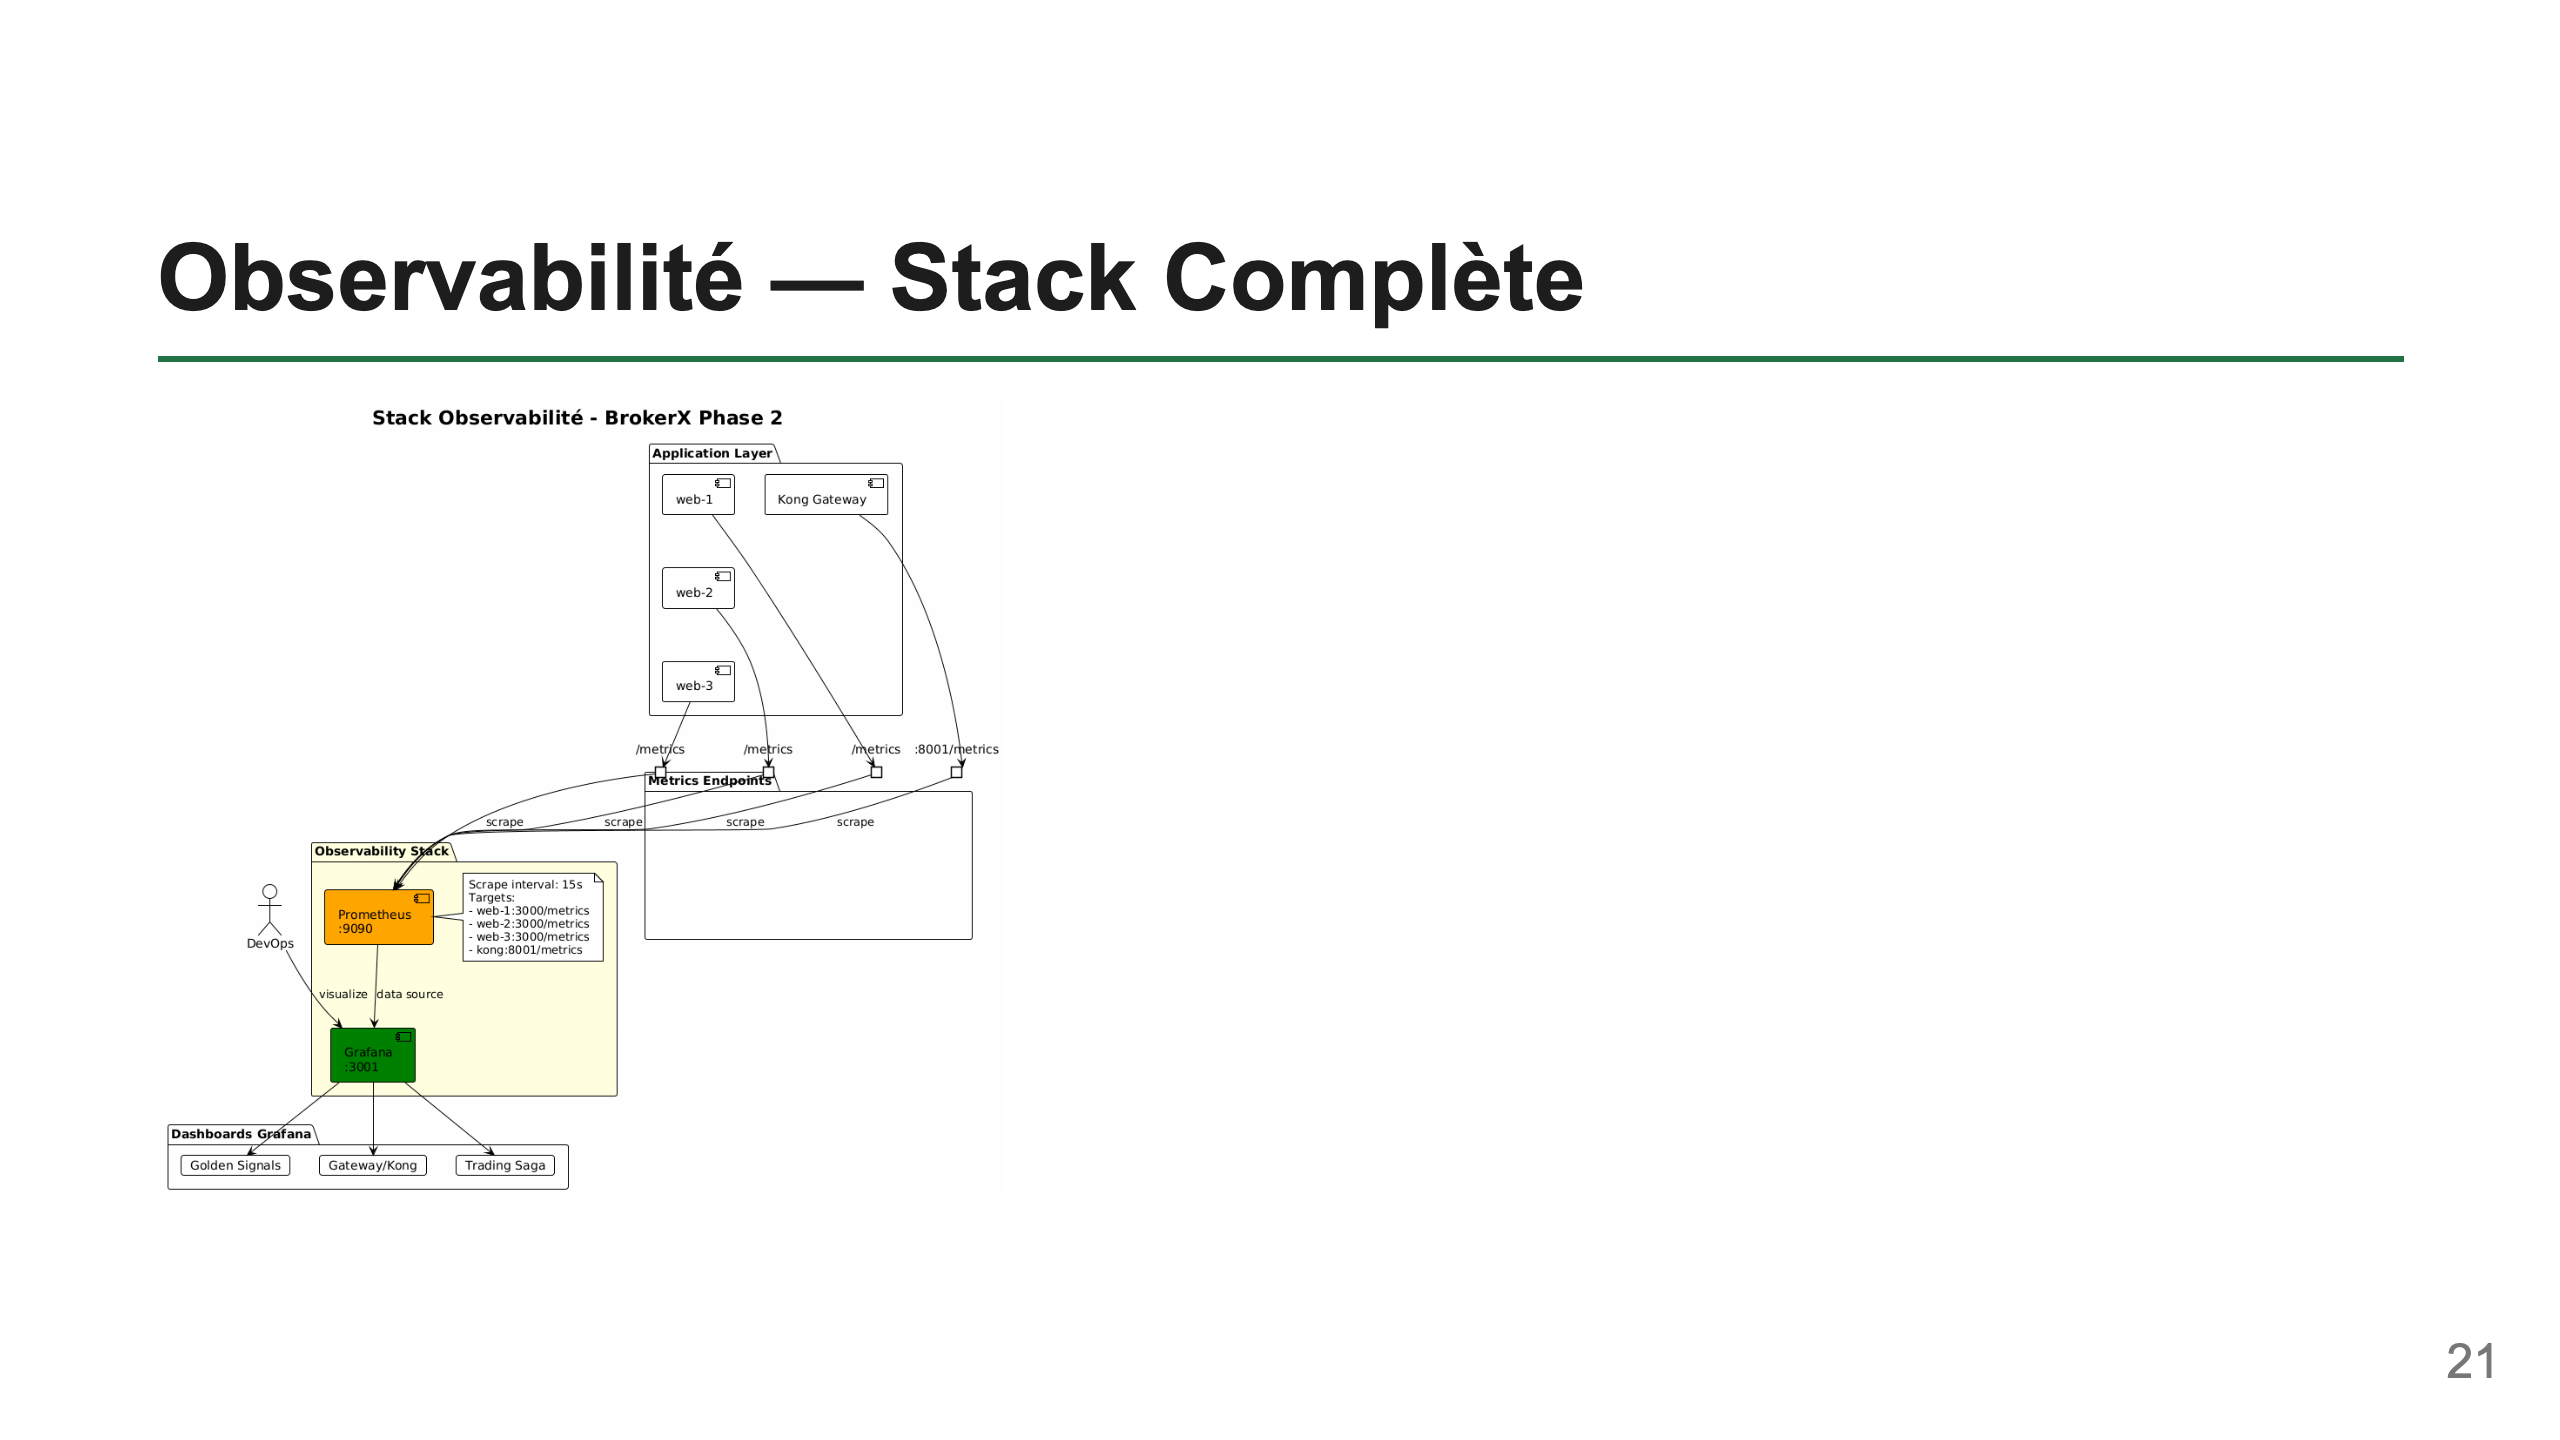 Observabilité — Stack Complète
Stack Observabilité - BrokerX Phase 2
Application Layer
web-1
Kong Gateway
web-2
web-3
/metrics
/metrics
/metrics
:8001/metrics
Metrics Endpoints
scrape
scrape
scrape
scrape
Observability Stack
Prometheus
:9090
Scrape interval: 15s
Targets:
- web-1:3000/metrics
- web-2:3000/metrics
- web-3:3000/metrics
- kong:8001/metrics
DevOps
visualize
data source
Grafana
:3001
Dashboards Grafana
Golden Signals
Gateway/Kong
Trading Saga
21